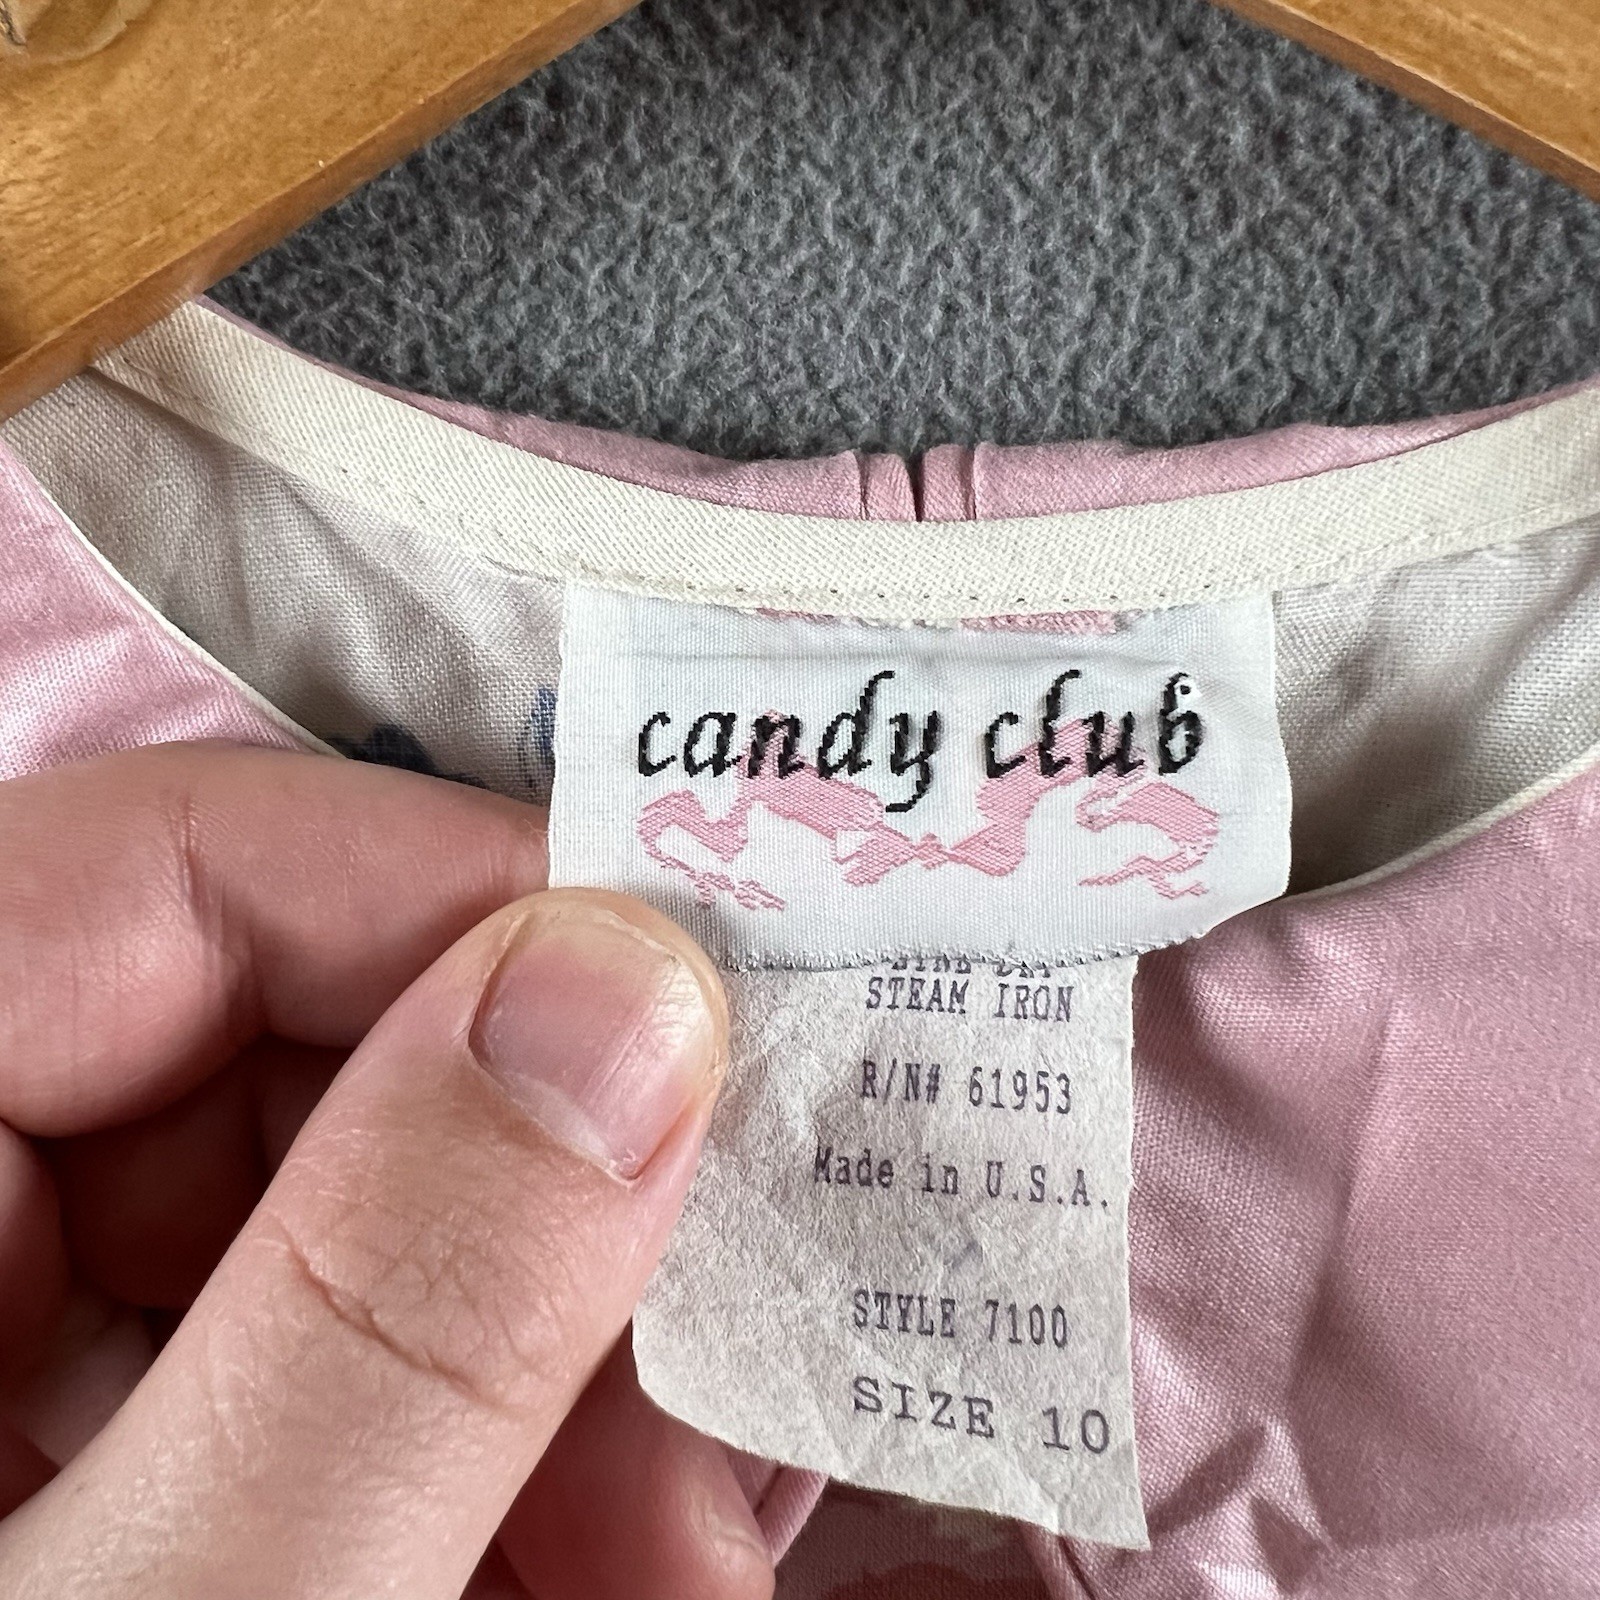 candy club
STEAM IRON
R/N# 61953
Made in U.S.A.
STYLE 7100
SIZE 10